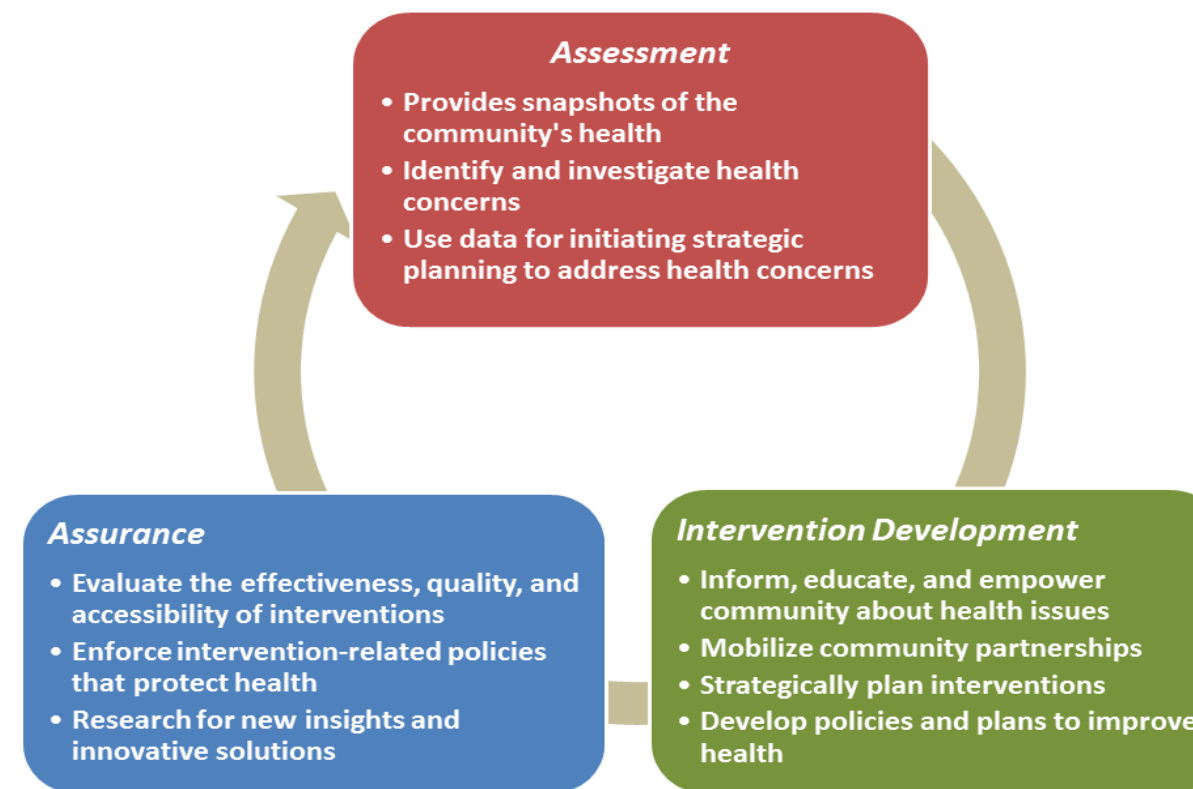 Assessment
• Provides snapshots of the
community's health
• Identify and investigate health
concerns
• Use data for initiating strategic
planning to address health concerns
Assurance
• Evaluate the effectiveness, quality, and
accessibility of interventions
• Enforce intervention-related policies
that protect health
• Research for new insights and
innovative solutions
Intervention Development
• Inform, educate, and empower
community about health issues
• Mobilize community partnerships
• Strategically plan interventions
• Develop policies and plans to improve
health